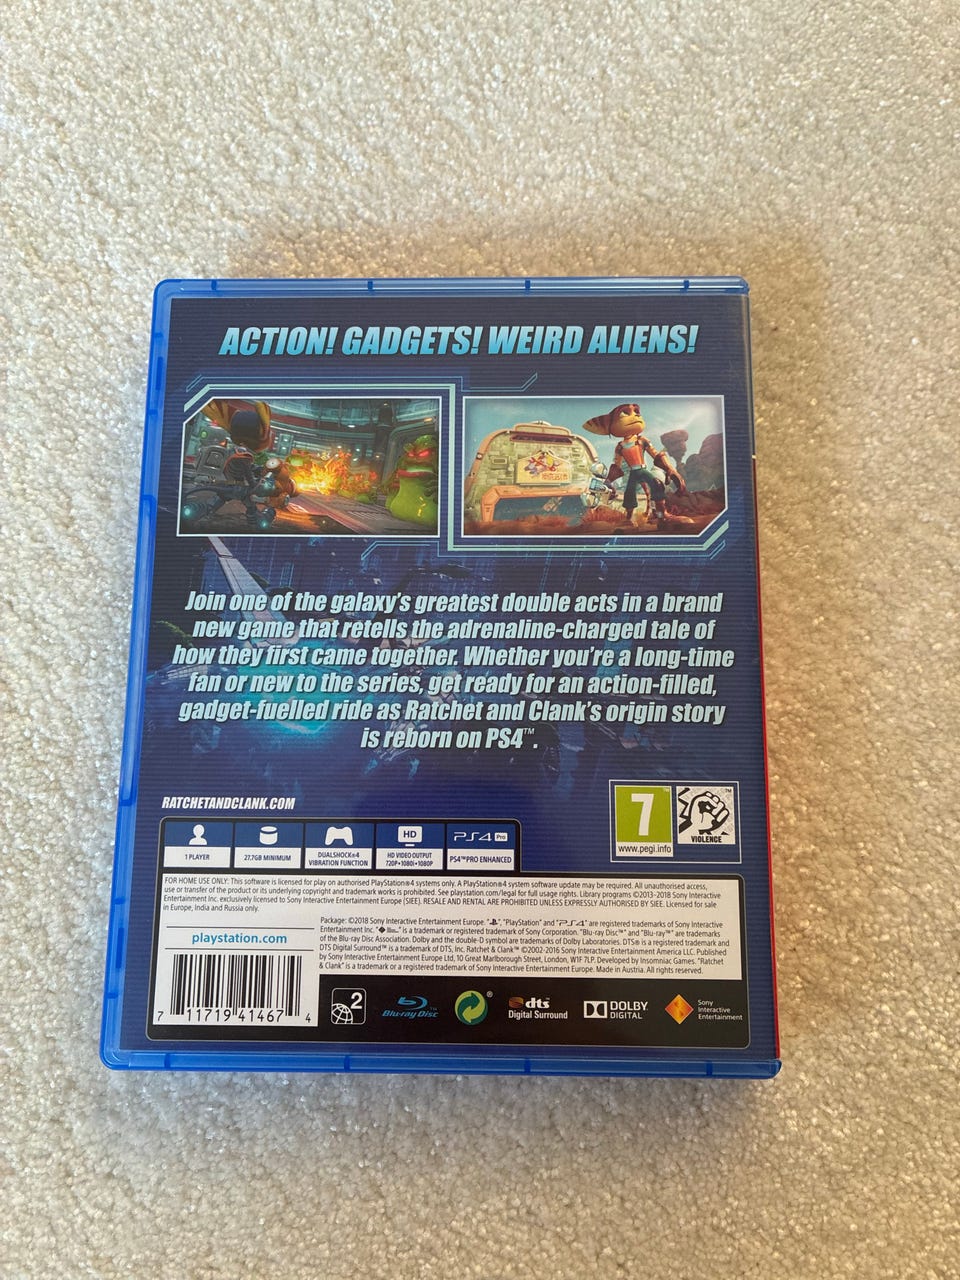 ACTION! GADGETS! WEIRD ALIENS!
Join one of the galaxy's greatest double acts in a brand
new game that retells the adrenaline-charged tale of
how they first came together. Whether you're a long-time
fan or new to the series, get ready for an action-filled,
gadget-fuelled ride as Ratchet and Clank's origin story
is reborn on PS4™.
RATCHETANDCLANK.COM
7
www.pegi.info
VIOLENCE
1 PLAYER
27.7GB MINIMUM
DUALSHOCK®4
VIBRATION FUNCTION
HD
HD VIDEO OUTPUT
720P•1080i•1080P
PS4 Pro
PS4™PRO ENHANCED
FOR HOME USE ONLY: This software is licensed for play on authorised PlayStation®4 systems only. A PlayStation®4 system software update may be required. All unauthorised access,
use or transfer of the product or its underlying copyright and trademark works is prohibited. See playstation.com/legal for full usage rights. Library programs ©2013-2018 Sony Interactive
Entertainment Inc. exclusively licensed to Sony Interactive Entertainment Europe (SIEE). RESALE AND RENTAL ARE PROHIBITED UNLESS EXPRESSLY AUTHORISED BY SIEE. Licensed for sale
in Europe, India and Russia only.
Package: ©2018 Sony Interactive Entertainment Europe. " ", "PlayStation" and "PS4" are registered trademarks of Sony Interactive
Entertainment Inc. " " is a trademark or registered trademark of Sony Corporation. "Blu-ray Disc™" and "Blu-ray™" are trademarks
of the Blu-ray Disc Association. Dolby and the double-D symbol are trademarks of Dolby Laboratories. DTS® is a registered trademark and
DTS Digital Surround™ is a trademark of DTS, Inc. Ratchet & Clank™ ©2002-2016 Sony Interactive Entertainment America LLC. Published
by Sony Interactive Entertainment Europe Ltd, 10 Great Marlborough Street, London, W1F 7LP. Developed by Insomniac Games. "Ratchet
& Clank" is a trademark or a registered trademark of Sony Interactive Entertainment Europe. Made in Austria. All rights reserved.
playstation.com
7 11719 41467 4
2
Blu-ray Disc™
®
dts
Digital Surround
DOLBY
DIGITAL
Sony
Interactive
Entertainment